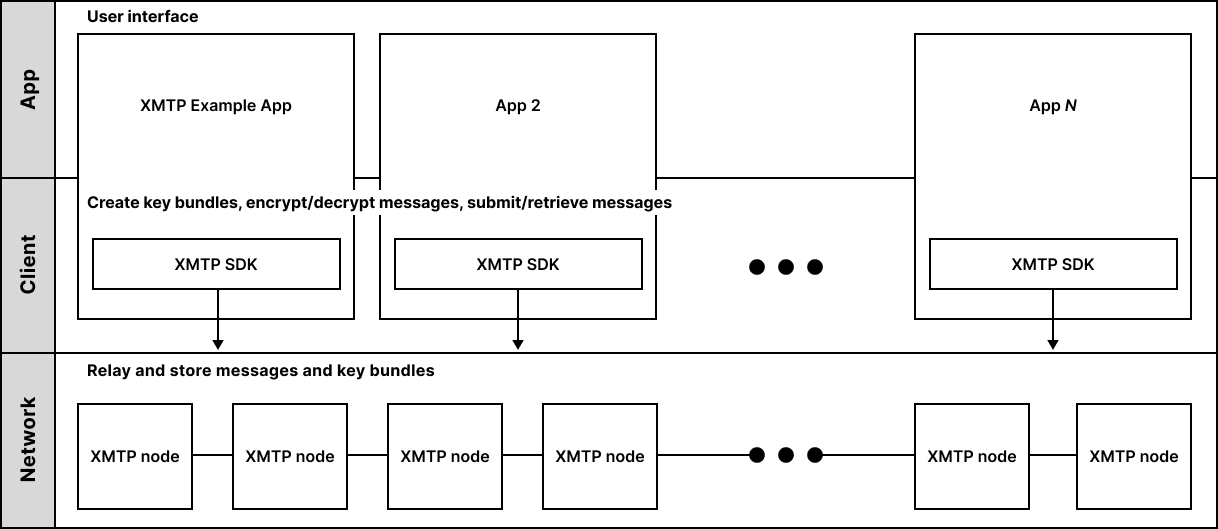 App
User interface
XMTP Example App
App 2
App N
Client
Create key bundles, encrypt/decrypt messages, submit/retrieve messages
XMTP SDK
XMTP SDK
XMTP SDK
Network
Relay and store messages and key bundles
XMTP node
XMTP node
XMTP node
XMTP node
XMTP node
XMTP node